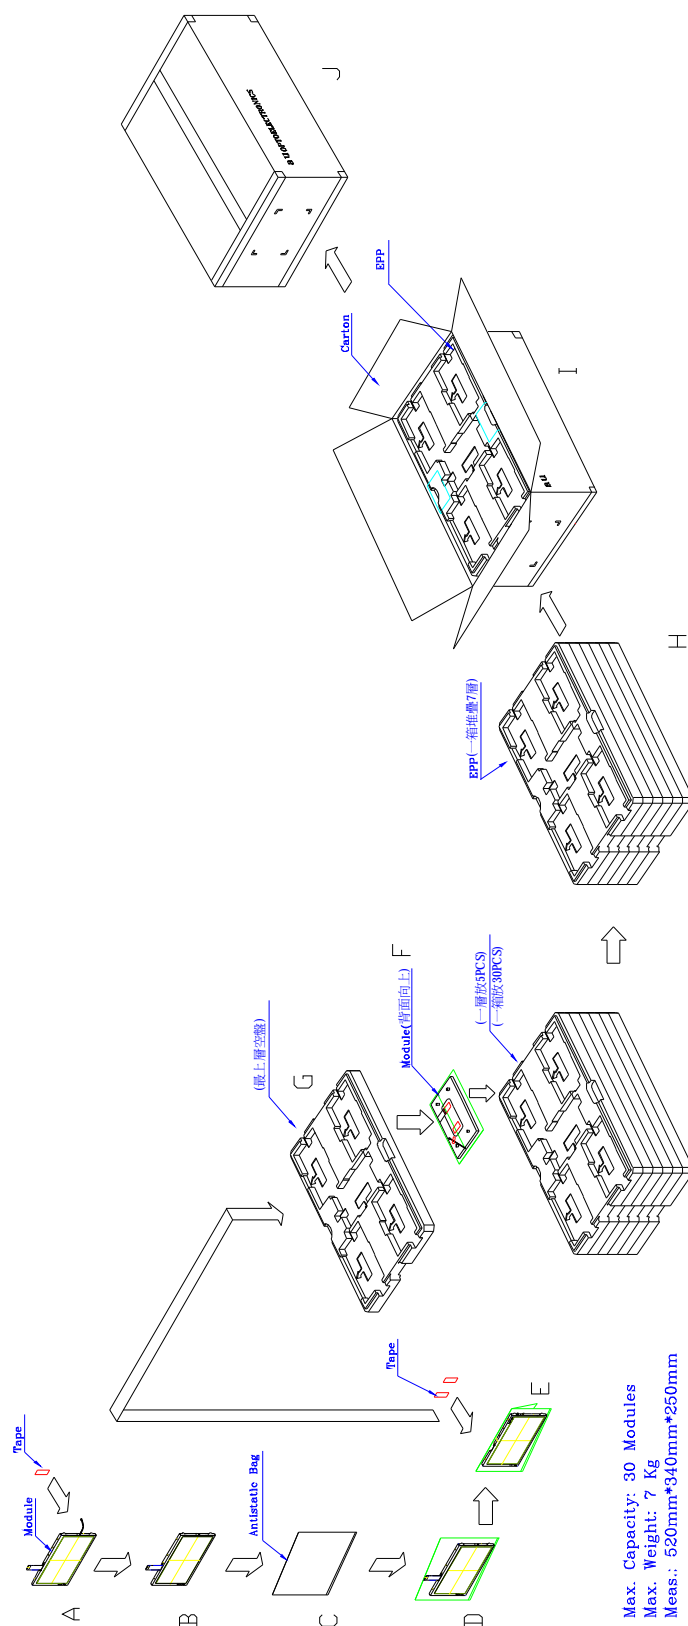 Tape
Module
A
B
Antistatic Bag
C
D
Tape
E
Module(背面向上)
F
(最上層空盤)
G
(一層放5PCS)
(一箱放30PCS)
EPP(一箱堆疊7層)
H
Carton
EPP
BU
I
BUOPTOELECTRONICS
J
Max. Capacity: 30 Modules
Max. Weight: 7 Kg
Meas.: 520mm*340mm*250mm